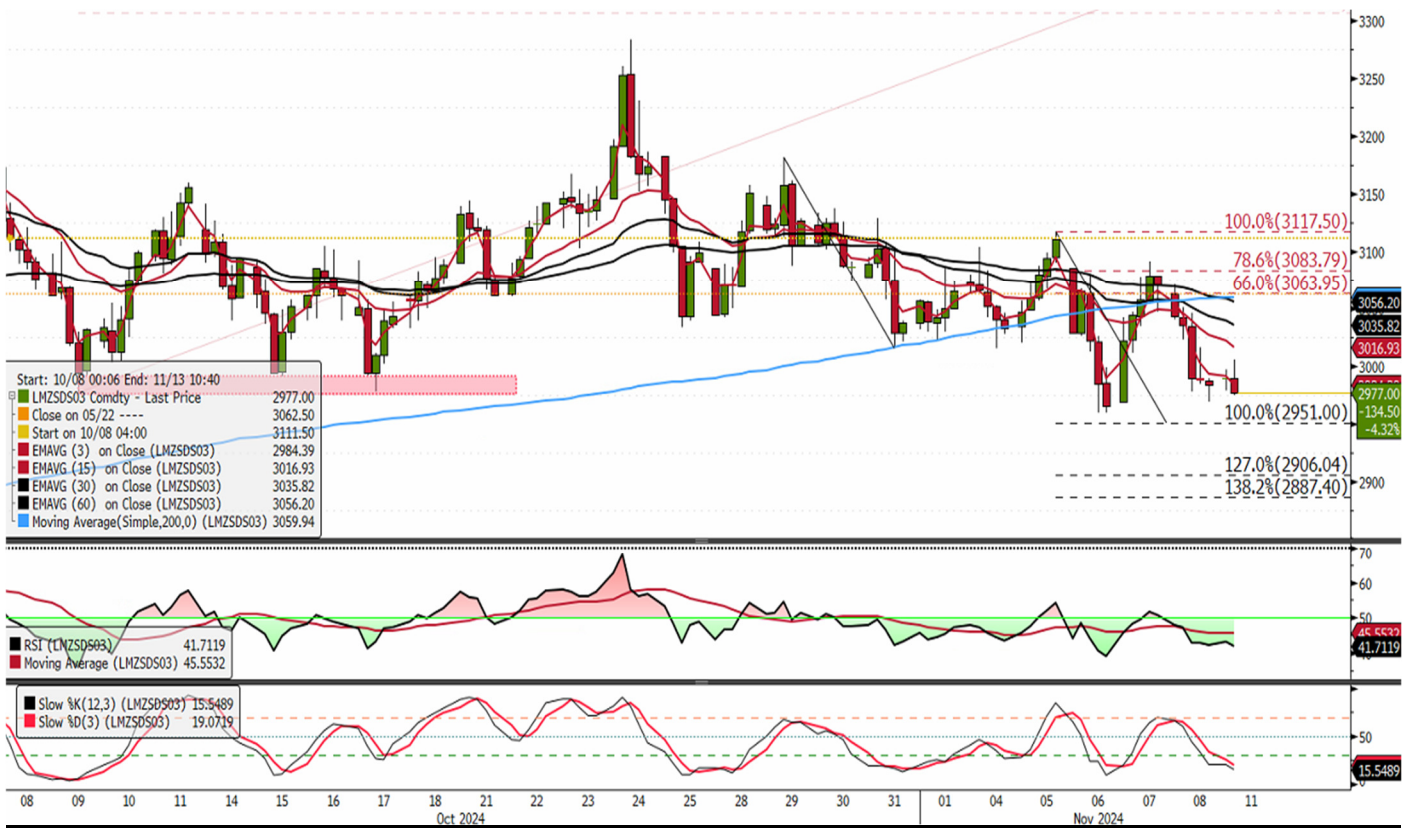 3300
3250
3200
3150
100.0%(3117.50)
3100
78.6%(3083.79)
66.0%(3063.95)
3056.20
3035.82
3016.93
3000
2977.00
-134.50
-4.32%
100.0%(2951.00)
127.0%(2906.04)
2900
138.2%(2887.40)
Start: 10/08 00:06 End: 11/13 10:40
LMZSDS03 Comdty - Last Price 2977.00
Close on 05/22 ---- 3062.50
Start on 10/08 04:00 3111.50
EMAVG (3) on Close (LMZSDS03) 2984.39
EMAVG (15) on Close (LMZSDS03) 3016.93
EMAVG (30) on Close (LMZSDS03) 3035.82
EMAVG (60) on Close (LMZSDS03) 3056.20
Moving Average(Simple,200,0) (LMZSDS03) 3059.94
70
60
50
45.5532
41.7119
RSI (LMZSDS03) 41.7119
Moving Average (LMZSDS03) 45.5532
Slow %K(12,3) (LMZSDS03) 15.5489
Slow %D(3) (LMZSDS03) 19.0719
50
15.5489
0
08 09 10 11 14 15 16 17 18 21 22 23 24 25 28 29 30 31 01 04 05 06 07 08 11
Oct 2024 Nov 2024